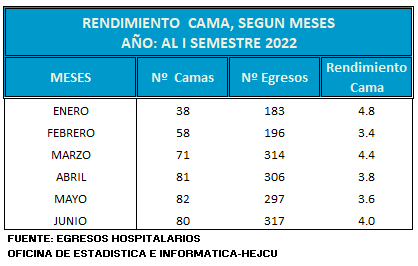 RENDIMIENTO CAMA, SEGUN MESES
AÑO: AL I SEMESTRE 2022
MESES Nº Camas Nº Egresos Rendimiento Cama
ENERO 38 183 4.8
FEBRERO 58 196 3.4
MARZO 71 314 4.4
ABRIL 81 306 3.8
MAYO 82 297 3.6
JUNIO 80 317 4.0
FUENTE: EGRESOS HOSPITALARIOS
OFICINA DE ESTADISTICA E INFORMATICA-HEJCU